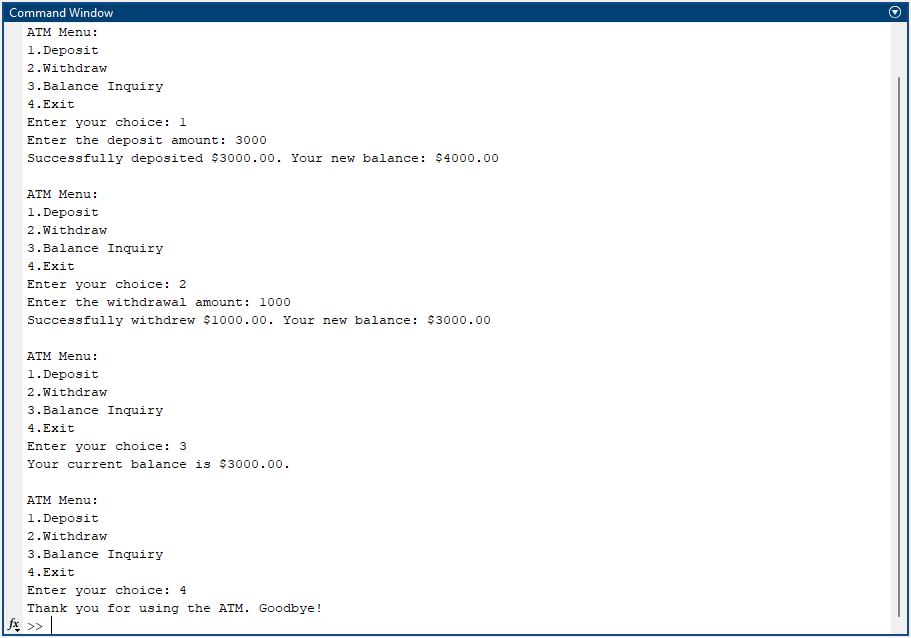 Command Window
ATM Menu:
1.Deposit
2.Withdraw
3.Balance Inquiry
4.Exit
Enter your choice: 1
Enter the deposit amount: 3000
Successfully deposited $3000.00. Your new balance: $4000.00
ATM Menu:
1.Deposit
2.Withdraw
3.Balance Inquiry
4.Exit
Enter your choice: 2
Enter the withdrawal amount: 1000
Successfully withdrew $1000.00. Your new balance: $3000.00
ATM Menu:
1.Deposit
2.Withdraw
3.Balance Inquiry
4.Exit
Enter your choice: 3
Your current balance is $3000.00.
ATM Menu:
1.Deposit
2.Withdraw
3.Balance Inquiry
4.Exit
Enter your choice: 4
Thank you for using the ATM. Goodbye!
fx >>